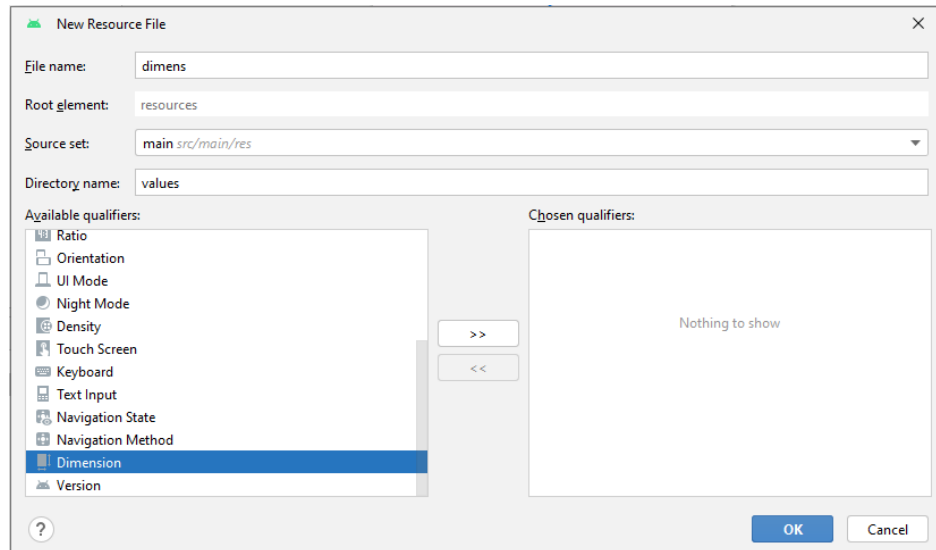 New Resource File
File name: dimens
Root element: resources
Source set: main src/main/res
Directory name: values
Available qualifiers:
Chosen qualifiers:
Ratio
Orientation
UI Mode
Night Mode
Density
Touch Screen
Keyboard
Text Input
Navigation State
Navigation Method
Dimension
Version
>>
<<
Nothing to show
?
OK
Cancel